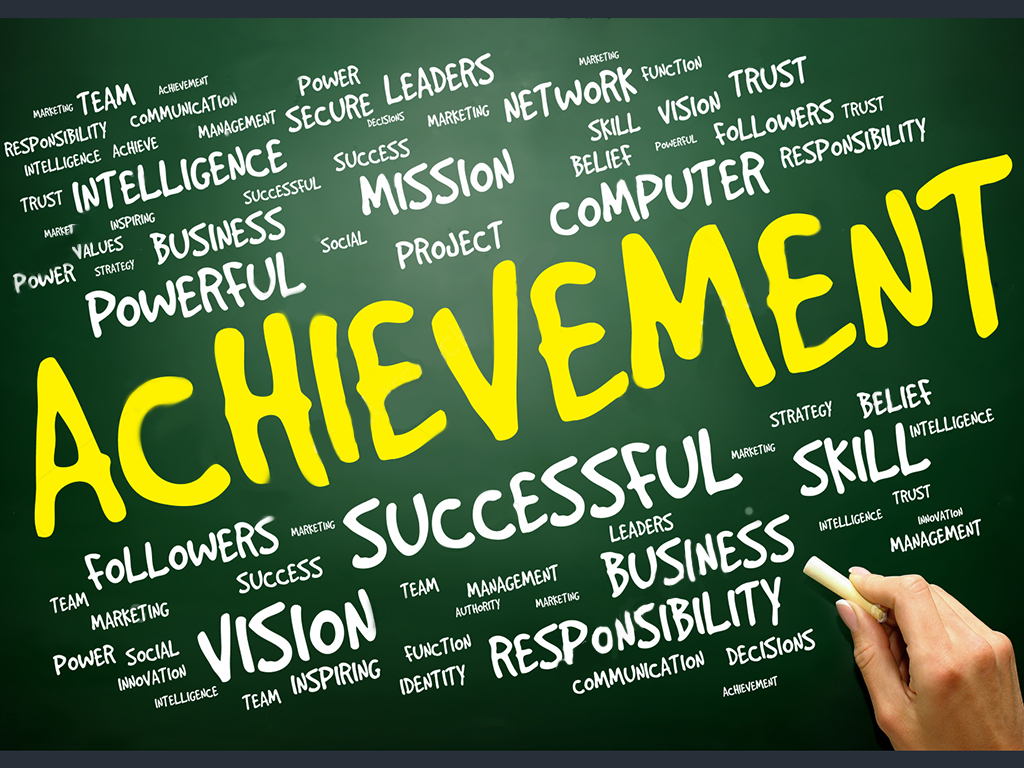 MARKETING TEAM ACHIEVEMENT
RESPONSIBILITY COMMUNICATION
POWER LEADERS
MARKETING FUNCTION
INTELLIGENCE ACHIEVE MANAGEMENT SECURE DECISIONS MARKETING NETWORK
SKILL VISION TRUST
TRUST INTELLIGENCE SUCCESSFUL SUCCESS
BELIEF POWERFUL FOLLOWERS TRUST
MARKET INSPIRING MISSION
COMPUTER RESPONSIBILITY
VALUES BUSINESS SOCIAL PROJECT
POWER STRATEGY
POWERFUL
ACHIEVEMENT
STRATEGY BELIEF
SUCCESSFUL MARKETING SKILL INTELLIGENCE
FOLLOWERS MARKETING
LEADERS INTELLIGENCE TRUST
INNOVATION
SUCCESS BUSINESS MANAGEMENT
TEAM TEAM MANAGEMENT
MARKETING AUTHORITY MARKETING
VISION RESPONSIBILITY
POWER SOCIAL FUNCTION
INNOVATION IDENTITY COMMUNICATION DECISIONS
INTELLIGENCE TEAM INSPIRING ACHIEVEMENT